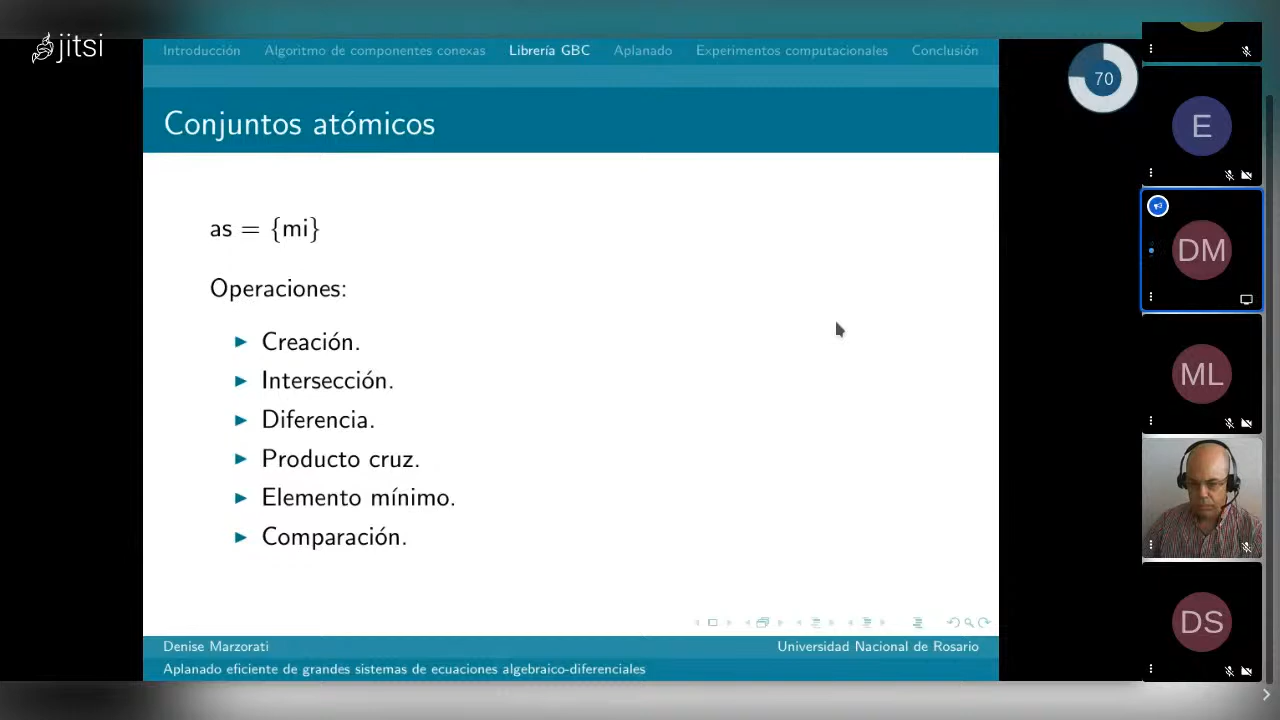 jitsi
Introducción Algoritmo de componentes conexas Librería GBC Aplanado Experimentos computacionales Conclusión
70
Conjuntos atómicos
as = {mi}
Operaciones:
Creación.
Intersección.
Diferencia.
Producto cruz.
Elemento mínimo.
Comparación.
Denise Marzorati Universidad Nacional de Rosario
Aplanado eficiente de grandes sistemas de ecuaciones algebraico-diferenciales
E
DM
ML
DS